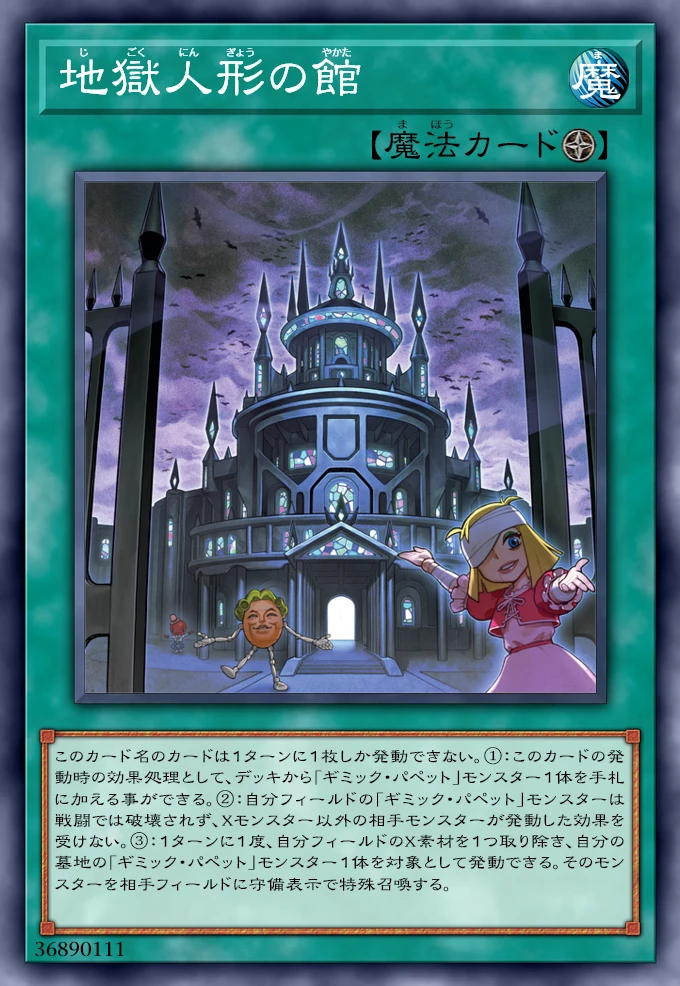 じごくにんぎょう やかた
地獄人形の館
ま
魔
ま ほう
【魔法カード】
このカード名のカードは1ターンに1枚しか発動できない。①:このカードの発
動時の効果処理として、デッキから「ギミック・パペット」モンスター1体を手札
に加える事ができる。②:自分フィールドの「ギミック・パペット」モンスターは
戦闘では破壊されず、Xモンスター以外の相手モンスターが発動した効果を
受けない。③:1ターンに1度、自分フィールドのX素材を1つ取り除き、自分の
墓地の「ギミック・パペット」モンスター1体を対象として発動できる。そのモン
スターを相手フィールドに守備表示で特殊召喚する。
36890111